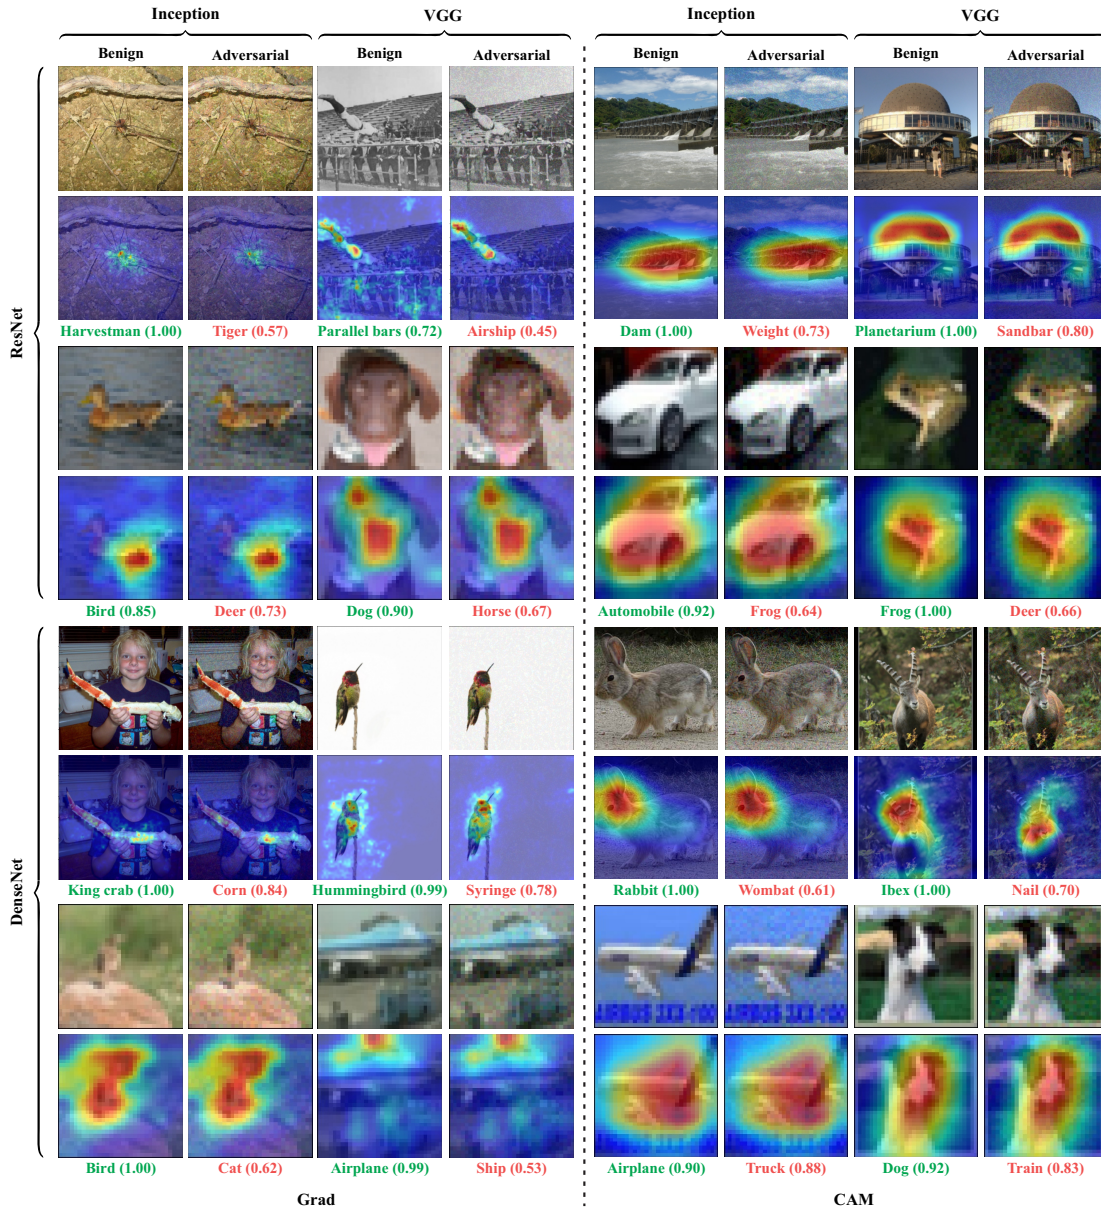 Inception VGG Inception VGG
Benign Adversarial Benign Adversarial Benign Adversarial Benign Adversarial
ResNet
Harvestman (1.00) Tiger (0.57) Parallel bars (0.72) Airship (0.45) Dam (1.00) Weight (0.73) Planetarium (1.00) Sandbar (0.80)
Bird (0.85) Deer (0.73) Dog (0.90) Horse (0.67) Automobile (0.92) Frog (0.64) Frog (1.00) Deer (0.66)
DenseNet
King crab (1.00) Corn (0.84) Hummingbird (0.99) Syringe (0.78) Rabbit (1.00) Wombat (0.61) Ibex (1.00) Nail (0.70)
Bird (1.00) Cat (0.62) Airplane (0.99) Ship (0.53) Airplane (0.90) Truck (0.88) Dog (0.92) Train (0.83)
Grad CAM